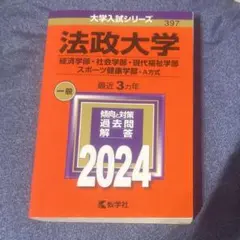 大学入試シリーズ
397
法政大学
経済学部・社会学部・現代福祉学部
スポーツ健康学部-A方式
最近3カ年
一般
傾向と対策
過去問
解答
2024
教学社